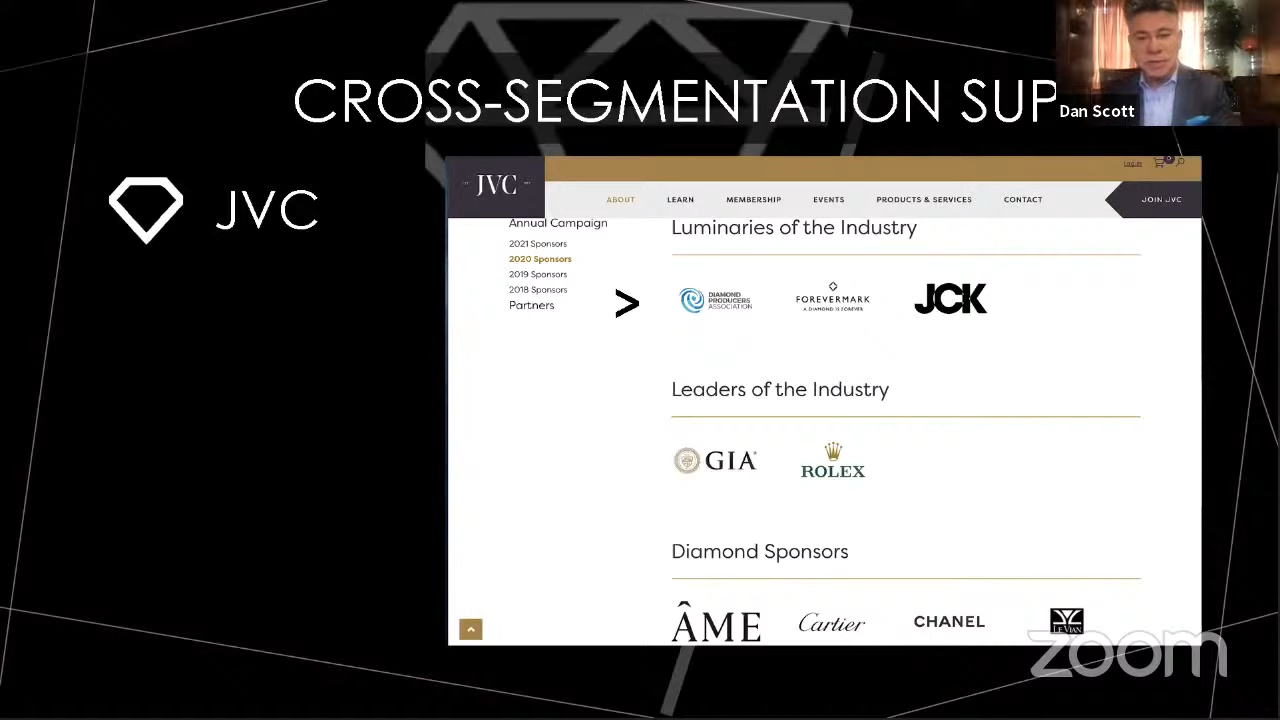 CROSS-SEGMENTATION SUP
Dan Scott
JVC
JVC
Log in
0
ABOUT LEARN MEMBERSHIP EVENTS PRODUCTS & SERVICES CONTACT JOIN JVC
Annual Campaign
2021 Sponsors
2020 Sponsors
2019 Sponsors
2018 Sponsors
Partners
>
Luminaries of the Industry
DIAMOND
PRODUCERS
ASSOCIATION
FOREVERMARK
A DIAMOND IS FOREVER
JCK
Leaders of the Industry
GIA
ROLEX
Diamond Sponsors
ÂME Cartier CHANEL LE VIAN
zoom